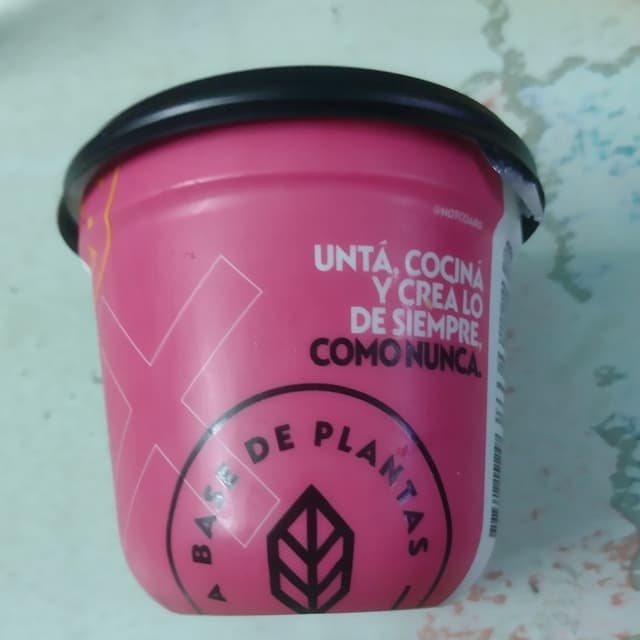 @NOTCOARG
UNTÁ, COCINÁ
Y CREA LO
DE SIEMPRE,
COMO NUNCA.
A BASE DE PLANTAS